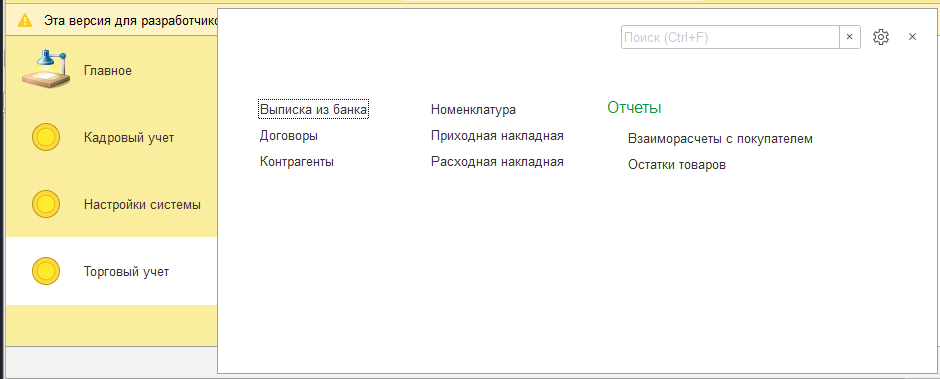 Эта версия для разработчико
Поиск (Ctrl+F)
Главное
Кадровый учет
Настройки системы
Торговый учет
Выписка из банка
Договоры
Контрагенты
Номенклатура
Приходная накладная
Расходная накладная
Отчеты
Взаиморасчеты с покупателем
Остатки товаров